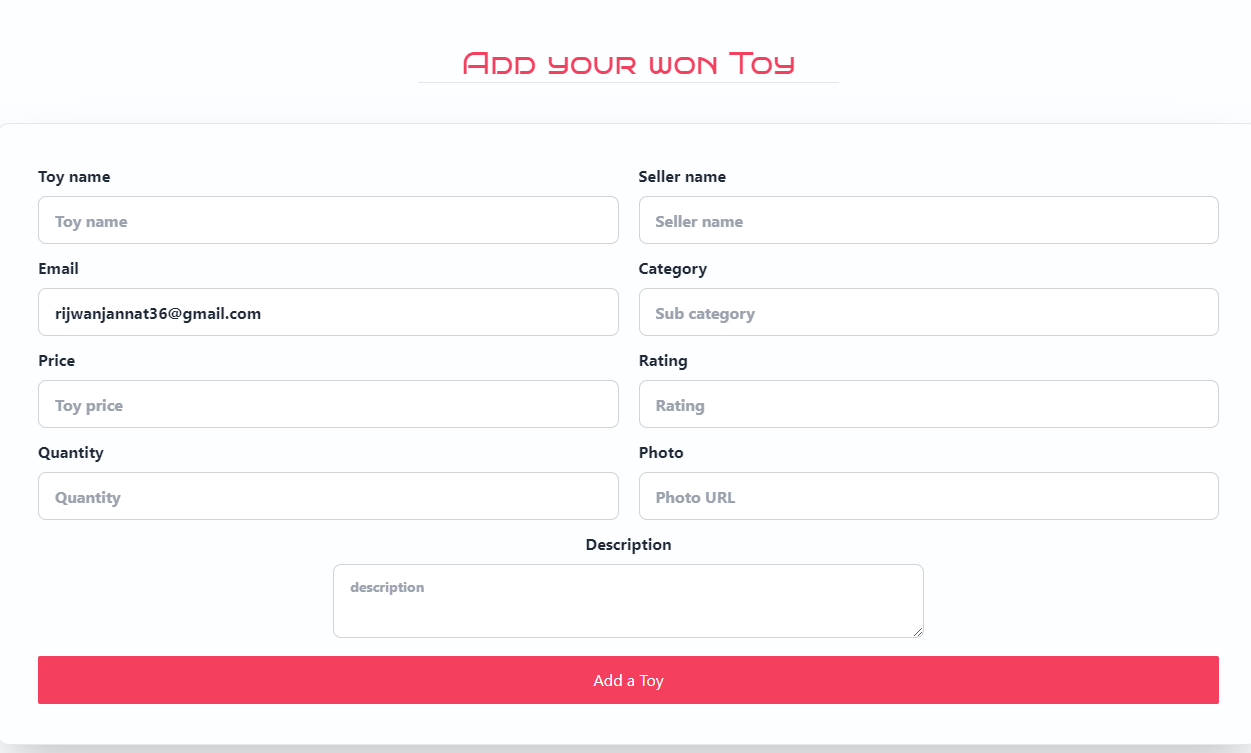 Add your won Toy
Toy name
Seller name
Toy name
Seller name
Email
Category
rijwanjannat36@gmail.com
Sub category
Price
Rating
Toy price
Rating
Quantity
Photo
Quantity
Photo URL
Description
description
Add a Toy